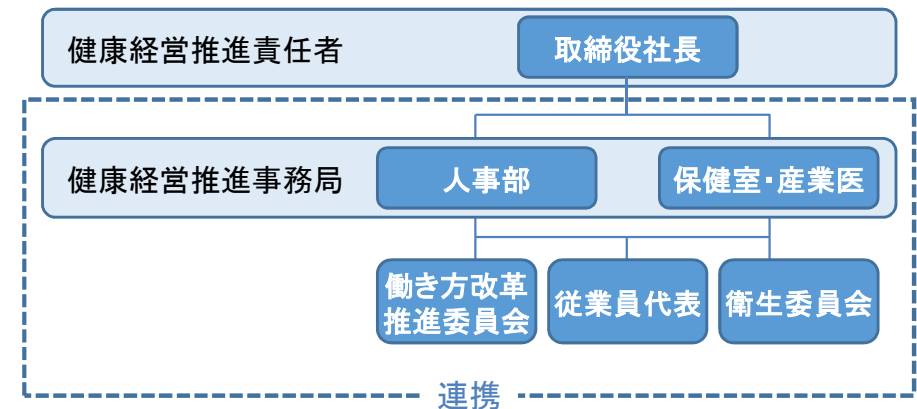 健康経営推進責任者
取締役社長
健康経営推進事務局
人事部
保健室・産業医
働き方改革
推進委員会
従業員代表
衛生委員会
連携